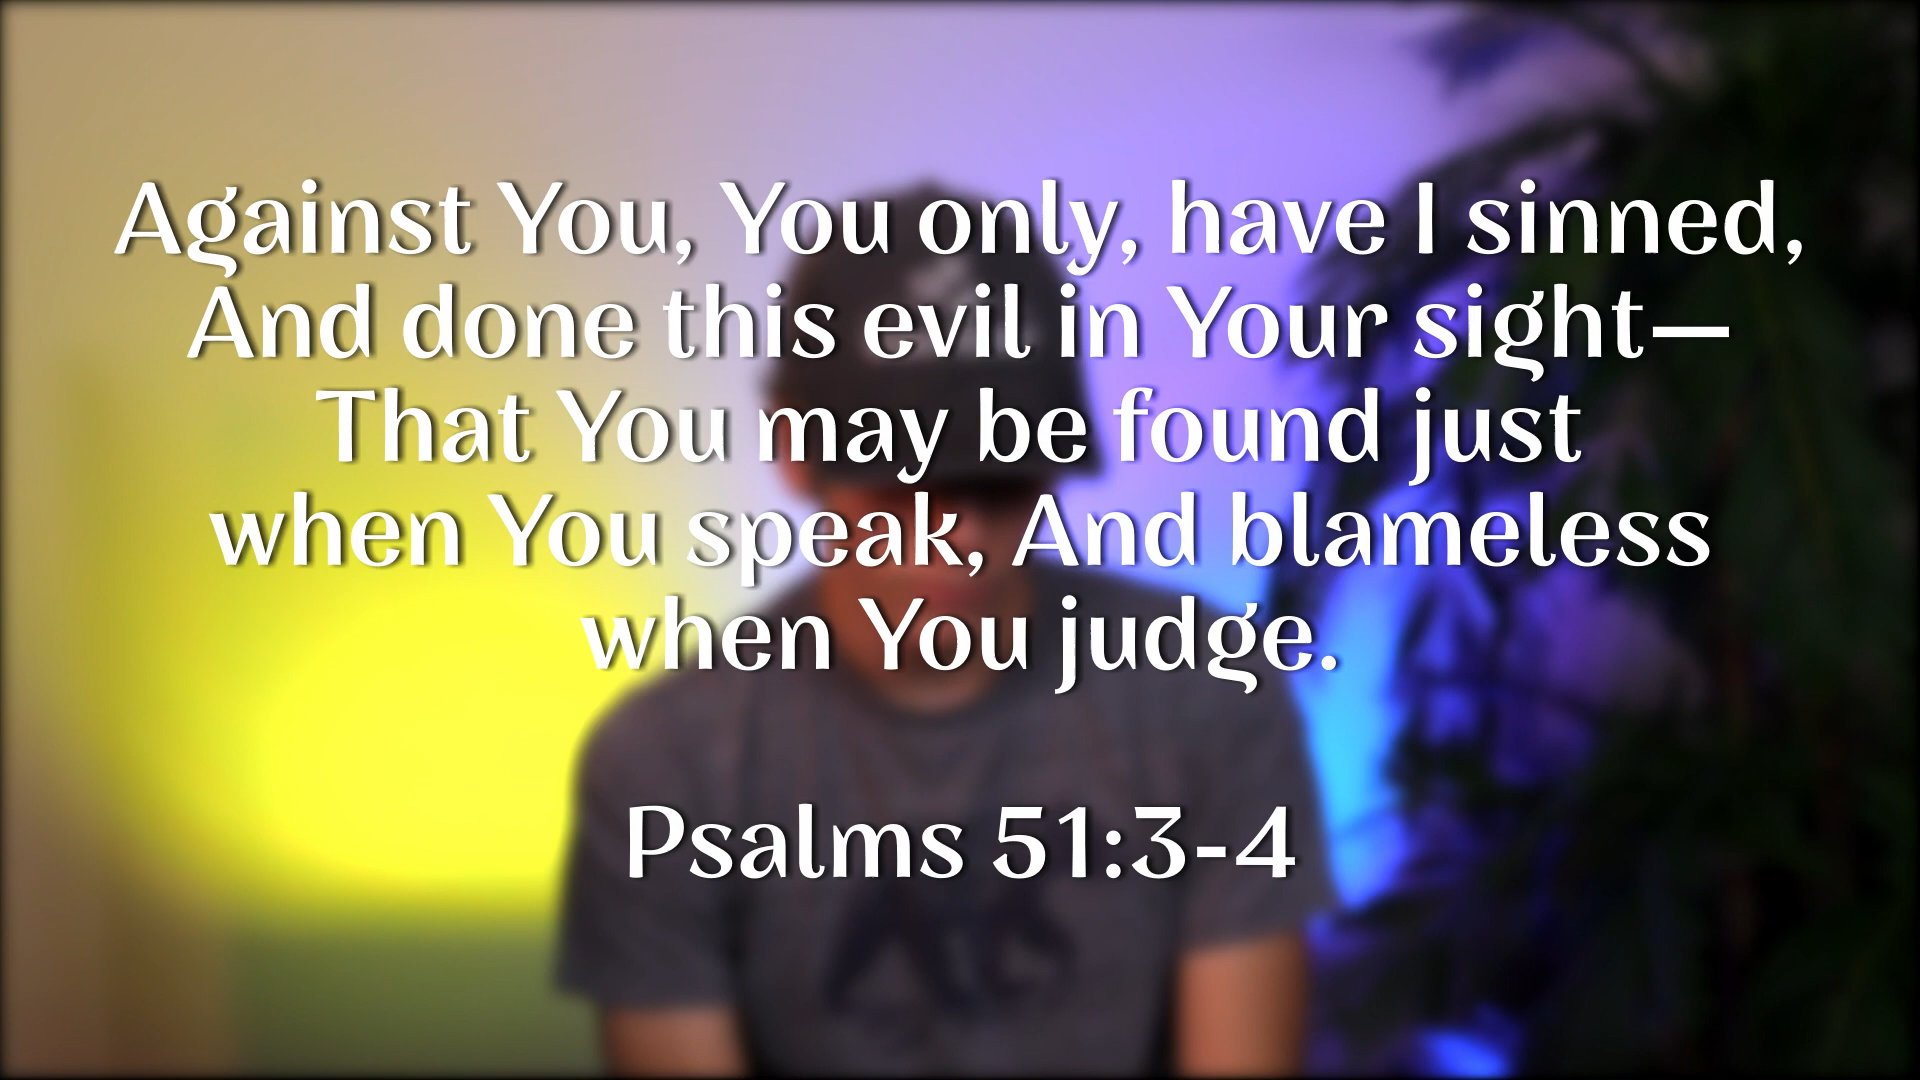 Against You, You only, have I sinned,
And done this evil in Your sight—
That You may be found just
when You speak, And blameless
when You judge.
Psalms 51:3-4